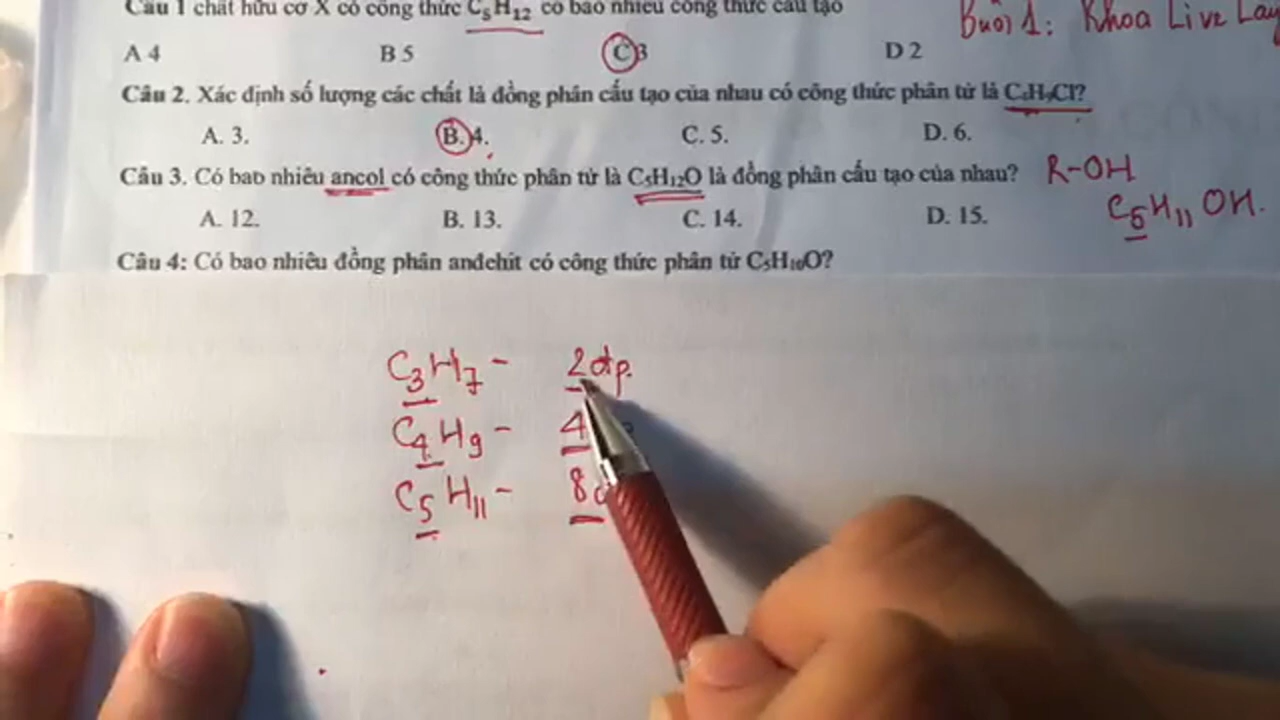 Câu 1 chất hữu cơ X có công thức C₅H₁₂ có bao nhiêu công thức cấu tạo
Buổi 1: Khoa Live
A 4 B 5 C 3 D 2
Câu 2. Xác định số lượng các chất là đồng phân cấu tạo của nhau có công thức phân tử là C₄H₉Cl?
A. 3. B. 4. C. 5. D. 6.
Câu 3. Có bao nhiêu ancol có công thức phân tử là C₅H₁₂O là đồng phân cấu tạo của nhau? R-OH
A. 12. B. 13. C. 14. D. 15. C₅H₁₁OH.
Câu 4: Có bao nhiêu đồng phân anđehit có công thức phân tử C₅H₁₀O?
C₃H₇- 2đp.
C₄H₉- 4
C₅H₁₁- 8